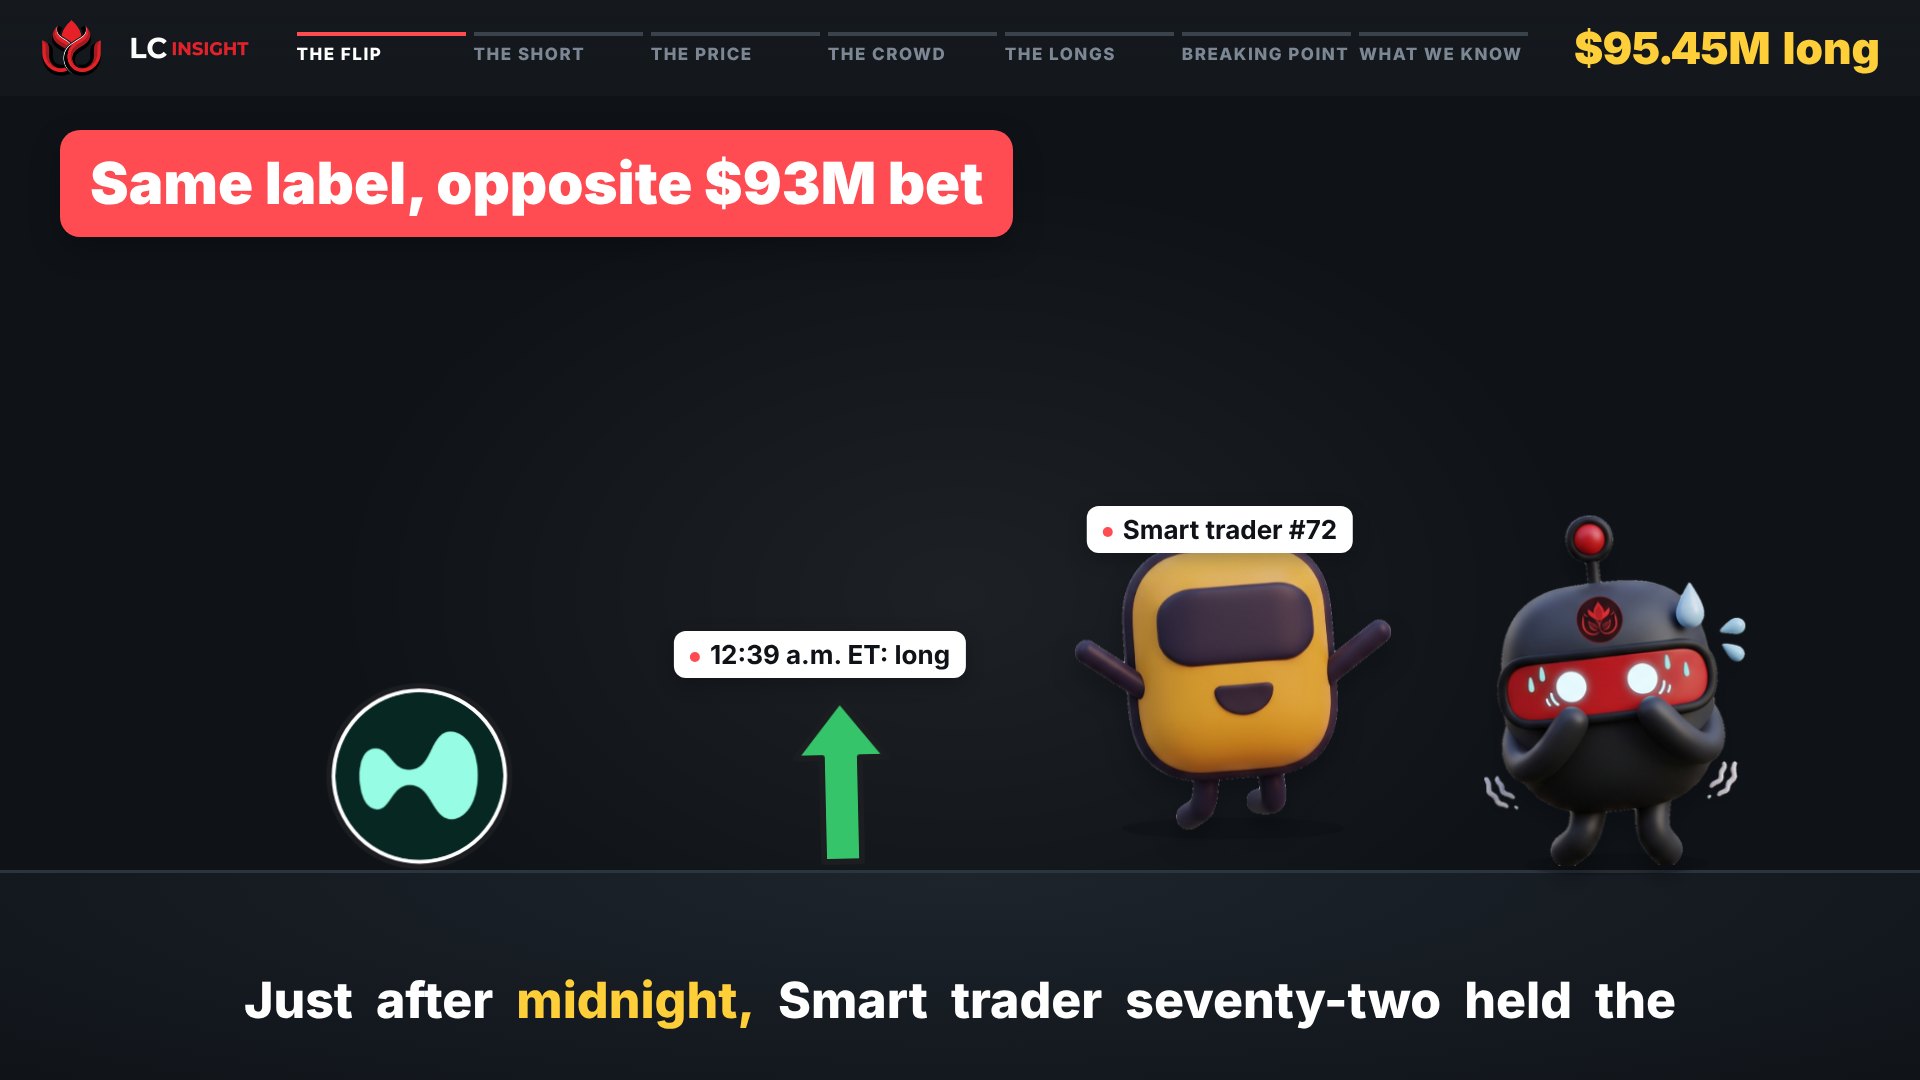 LC INSIGHT
THE FLIP
THE SHORT
THE PRICE
THE CROWD
THE LONGS
BREAKING POINT
WHAT WE KNOW
$95.45M long
Same label, opposite $93M bet
Smart trader #72
12:39 a.m. ET: long
Just after midnight, Smart trader seventy-two held the